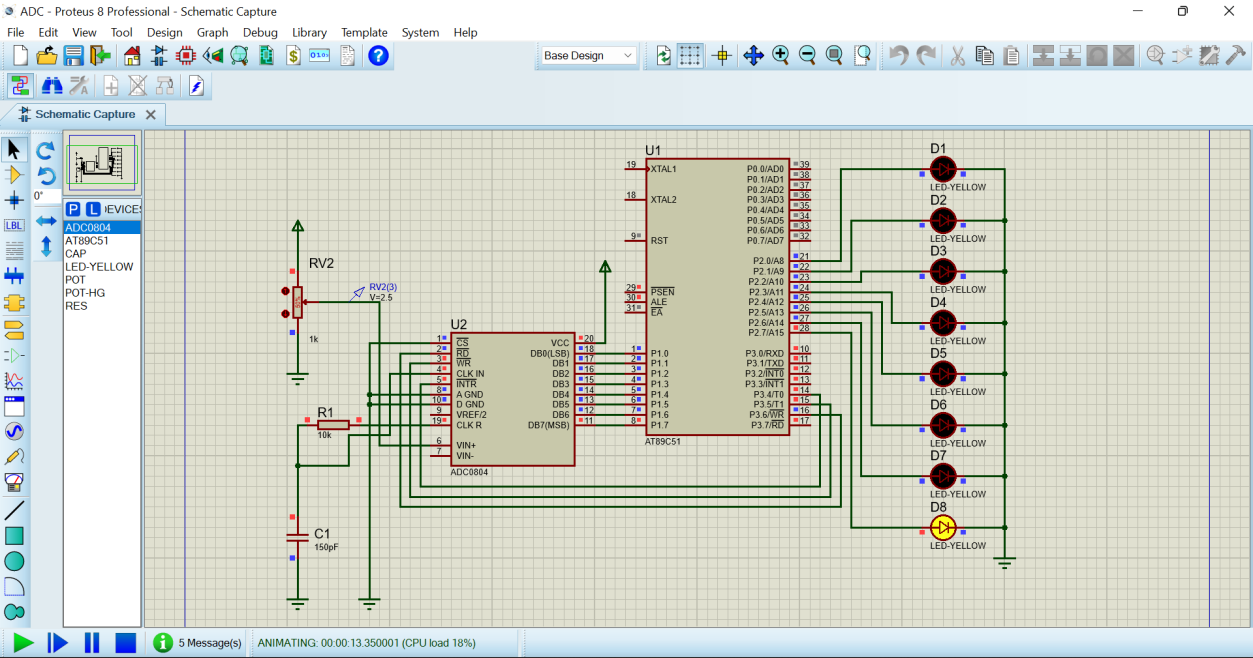 ADC - Proteus 8 Professional - Schematic Capture
File Edit View Tool Design Graph Debug Library Template System Help
Base Design
Schematic Capture
0°
P L EVICES
ADC0804
AT89C51
CAP
LED-YELLOW
POT
POT-HG
RES
LBL
RV2
RV2(3)
V=2.5
1k
R1
10k
C1
150pF
U2
1 CS VCC 20
2 RD DB0(LSB) 18
3 WR DB1 17
4 CLK IN DB2 16
5 INTR DB3 15
8 A GND DB4 14
10 D GND DB5 13
9 VREF/2 DB6 12
19 CLK R DB7(MSB) 11
6 VIN+
7 VIN-
ADC0804
U1
19 XTAL1 P0.0/AD0 39
P0.1/AD1 38
P0.2/AD2 37
18 XTAL2 P0.3/AD3 36
P0.4/AD4 35
P0.5/AD5 34
P0.6/AD6 33
9 RST P0.7/AD7 32
P2.0/A8 21
P2.1/A9 22
P2.2/A10 23
29 PSEN P2.3/A11 24
30 ALE P2.4/A12 25
31 EA P2.5/A13 26
P2.6/A14 27
P2.7/A15 28
1 P1.0 P3.0/RXD 10
2 P1.1 P3.1/TXD 11
3 P1.2 P3.2/INT0 12
4 P1.3 P3.3/INT1 13
5 P1.4 P3.4/T0 14
6 P1.5 P3.5/T1 15
7 P1.6 P3.6/WR 16
8 P1.7 P3.7/RD 17
AT89C51
D1
LED-YELLOW
D2
LED-YELLOW
D3
LED-YELLOW
D4
LED-YELLOW
D5
LED-YELLOW
D6
LED-YELLOW
D7
LED-YELLOW
D8
LED-YELLOW
5 Message(s) ANIMATING: 00:00:13.350001 (CPU load 18%)